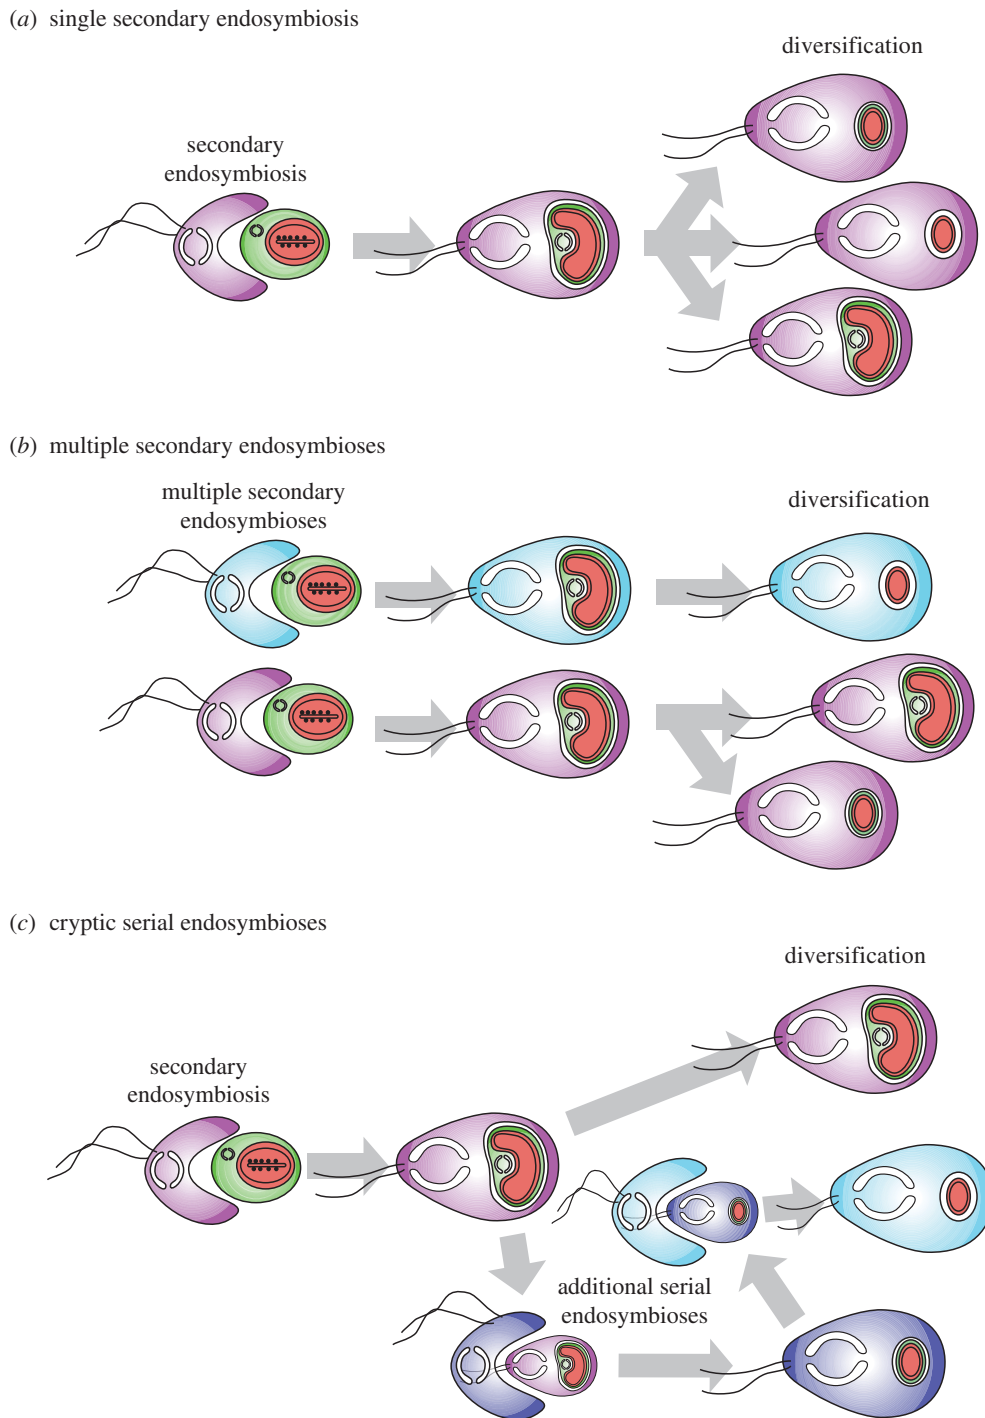 (a) single secondary endosymbiosis
diversification
secondary
endosymbiosis
(b) multiple secondary endosymbioses
multiple secondary
endosymbioses
diversification
(c) cryptic serial endosymbioses
diversification
secondary
endosymbiosis
additional serial
endosymbioses